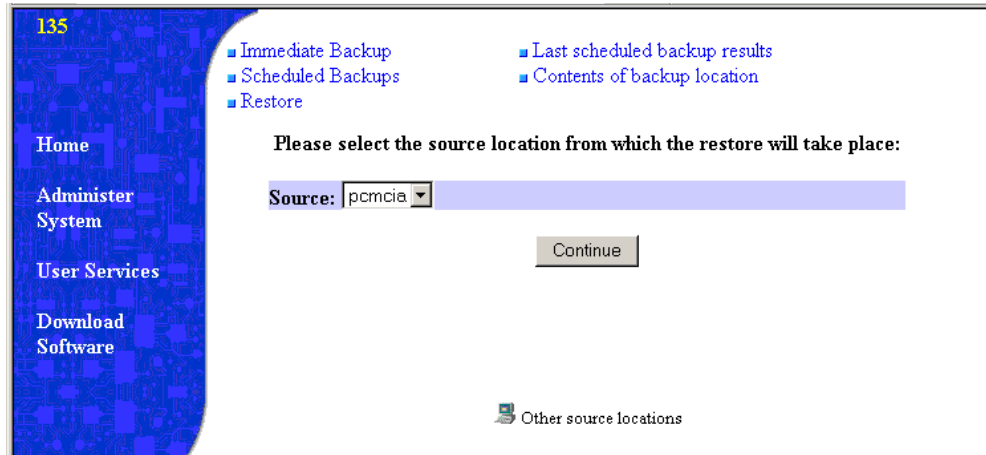 135
Home
Administer
System
User Services
Download
Software
Immediate Backup
Scheduled Backups
Restore
Last scheduled backup results
Contents of backup location
Please select the source location from which the restore will take place:
Source: pcmcia
Continue
Other source locations